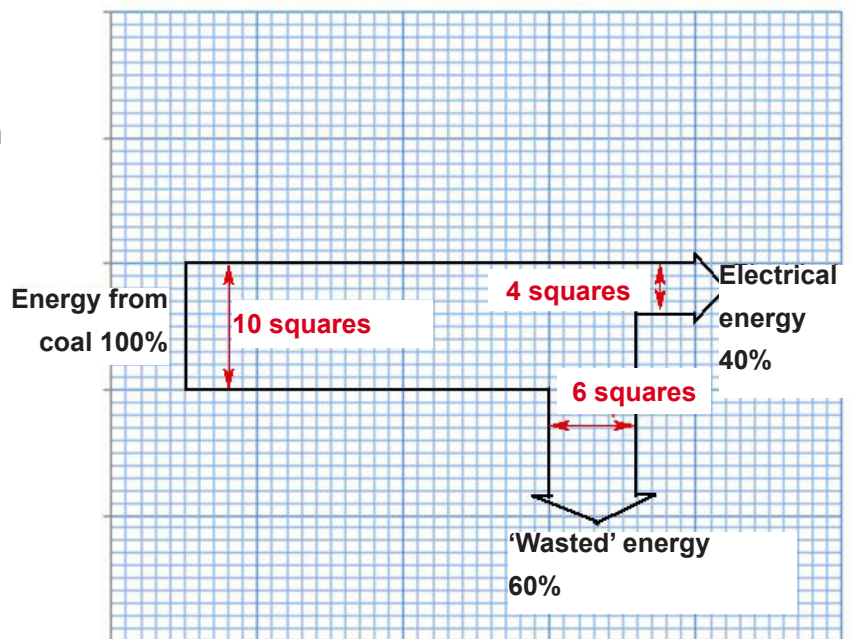 Energy from
coal 100%
10 squares
4 squares
Electrical
energy
40%
6 squares
‘Wasted’ energy
60%